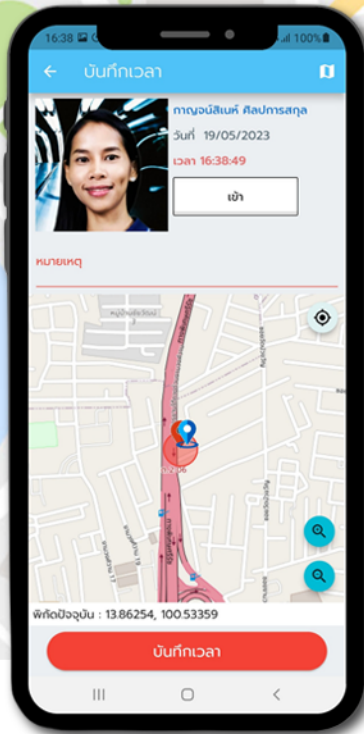 16:38
100%
บันทึกเวลา
กาญจน์สิเนห์ ศิลปการสกุล
วันที่ 19/05/2023
เวลา 16:38:49
เข้า
หมายเหตุ
พิกัดปัจจุบัน : 13.86254, 100.53359
บันทึกเวลา